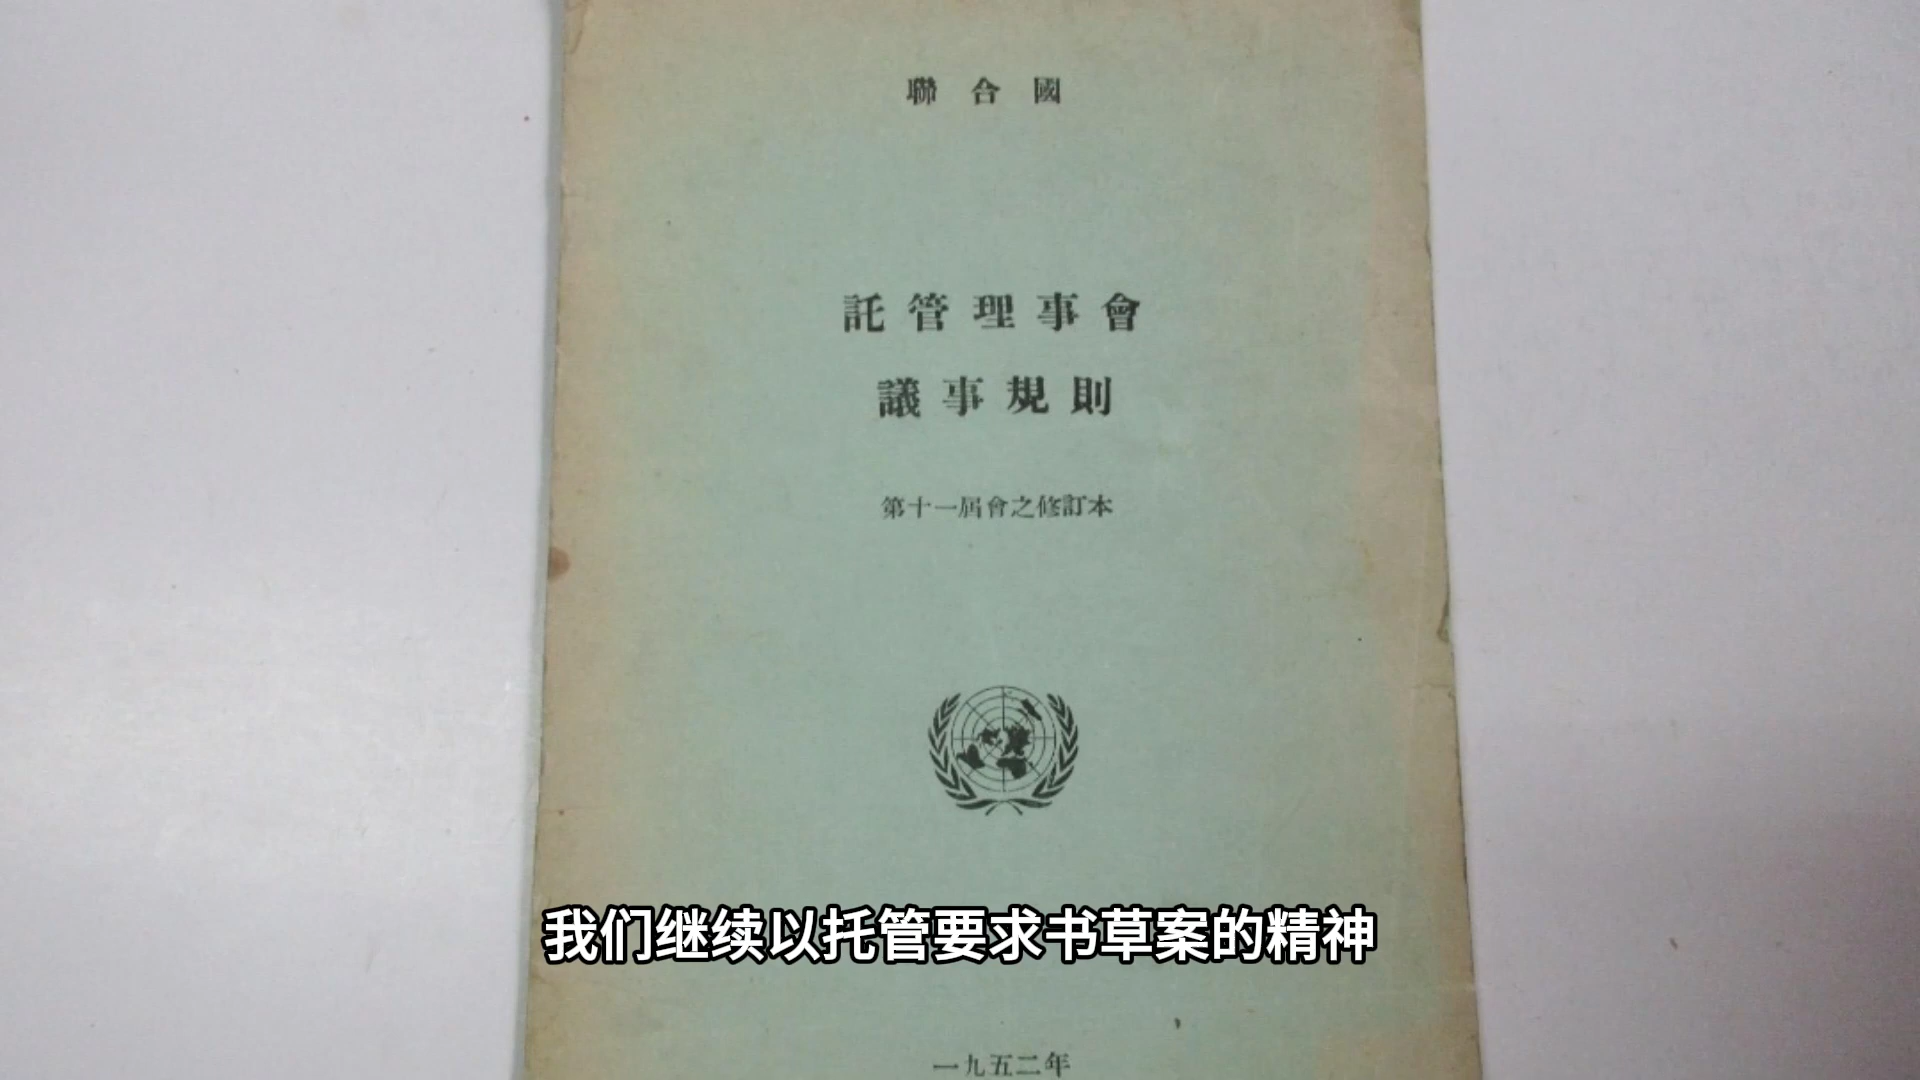 聯合國
託管理事會
議事規則
第十一屆會之修訂本
我们继续以托管要求书草案的精神
一九五二年